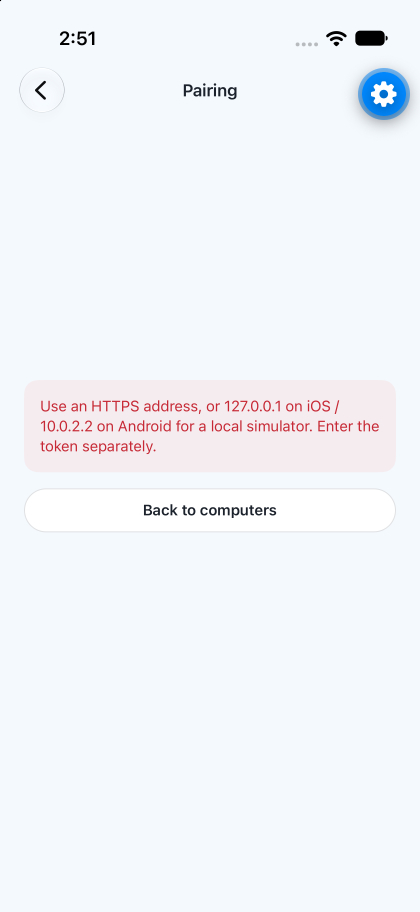 2:51
Pairing
Use an HTTPS address, or 127.0.0.1 on iOS /
10.0.2.2 on Android for a local simulator. Enter the
token separately.
Back to computers